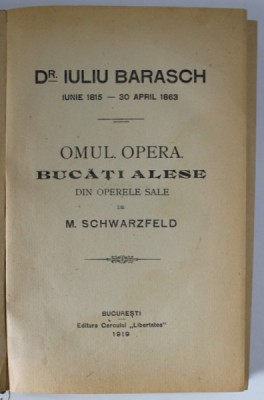 DR. IULIU BARASCH
IUNIE 1815 — 30 APRIL 1863
OMUL. OPERA.
BUCĂȚI ALESE
DIN OPERELE SALE
DE
M. SCHWARZFELD
BUCUREȘTI
Editura Cercului „Libertatea"
1919